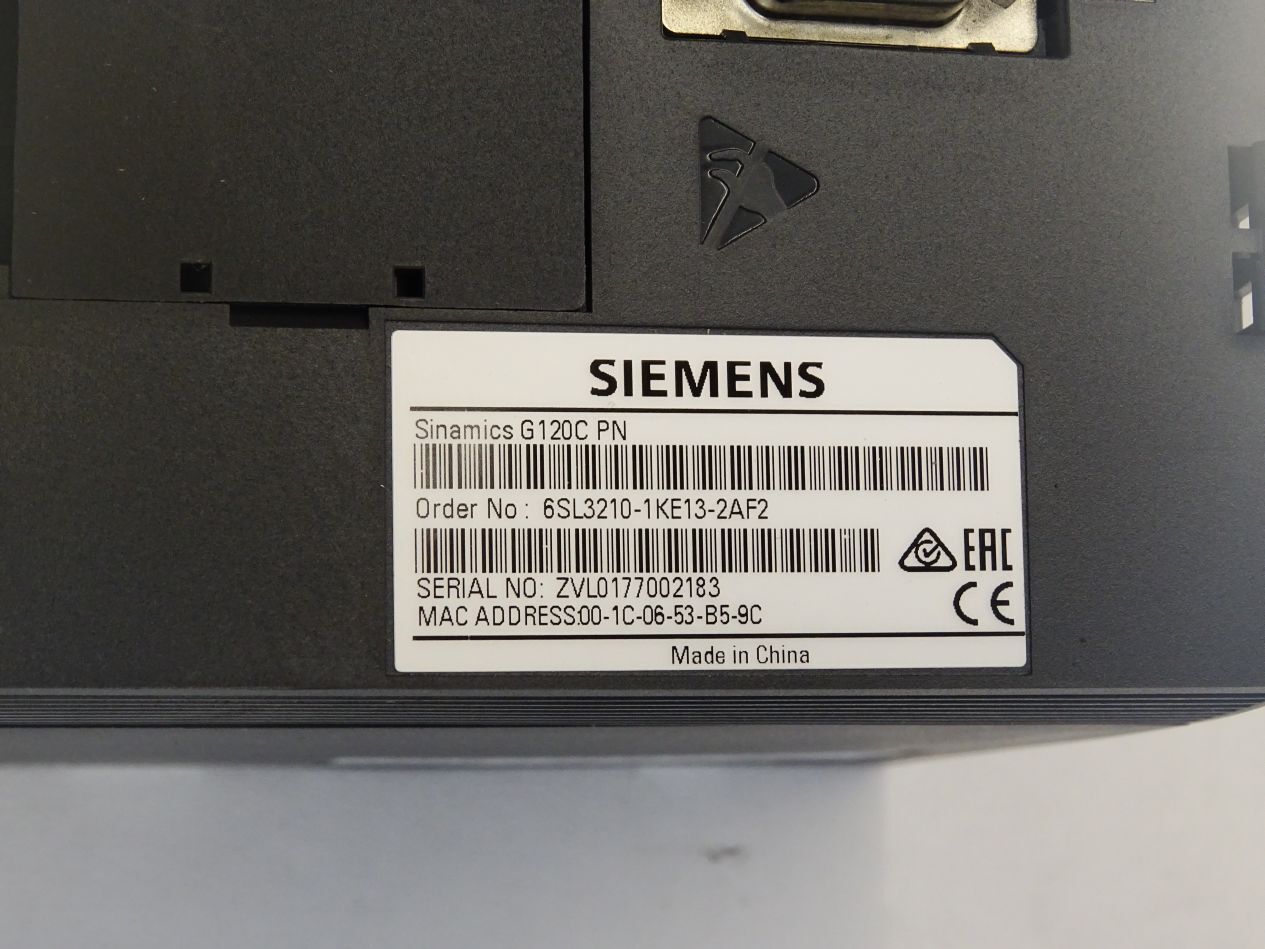 SIEMENS
Sinamics G120C PN
Order No : 6SL3210-1KE13-2AF2
EAC
SERIAL NO: ZVL0177002183
CE
MAC ADDRESS:00-1C-06-53-B5-9C
Made in China